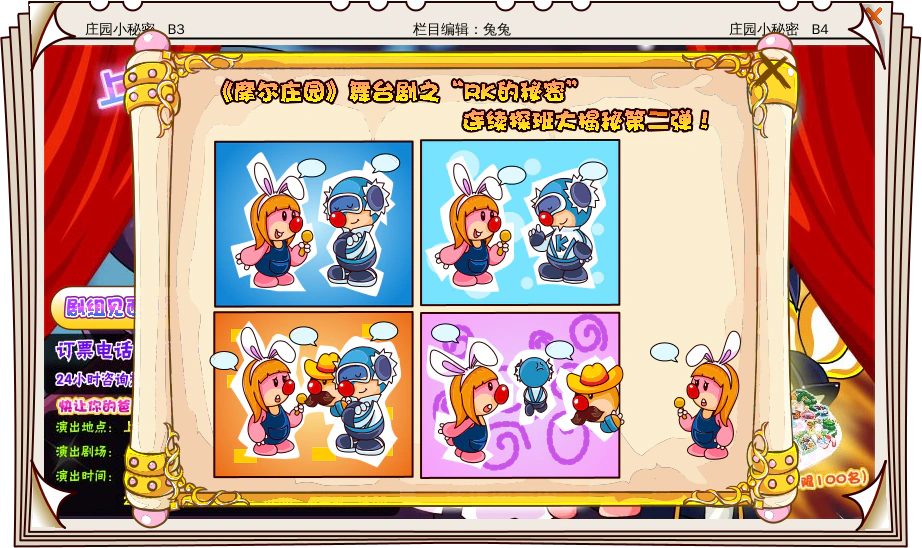 庄园小秘密 B3
栏目编辑：兔兔
庄园小秘密 B4
上
《摩尔庄园》舞台剧之“RK的秘密”
连续探班大揭秘第二弹！
K
剧组见
订票电话
24小时咨询
快让你的爸
演出地点：上
演出剧场：
演出时间：
限100名)